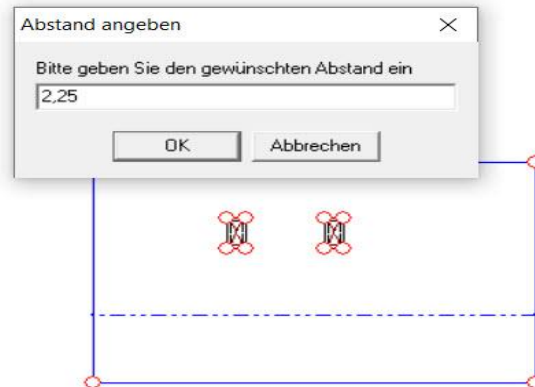 Abstand angeben
Bitte geben Sie den gewünschten Abstand ein
2,25
OK Abbrechen